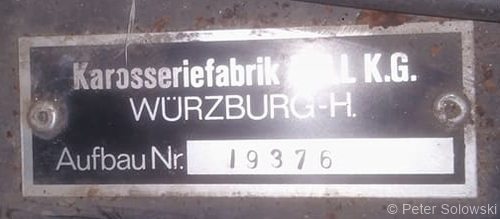 Karosseriefabrik K.G.
WÜRZBURG-H.
Aufbau Nr. 19376
© Peter Solowski